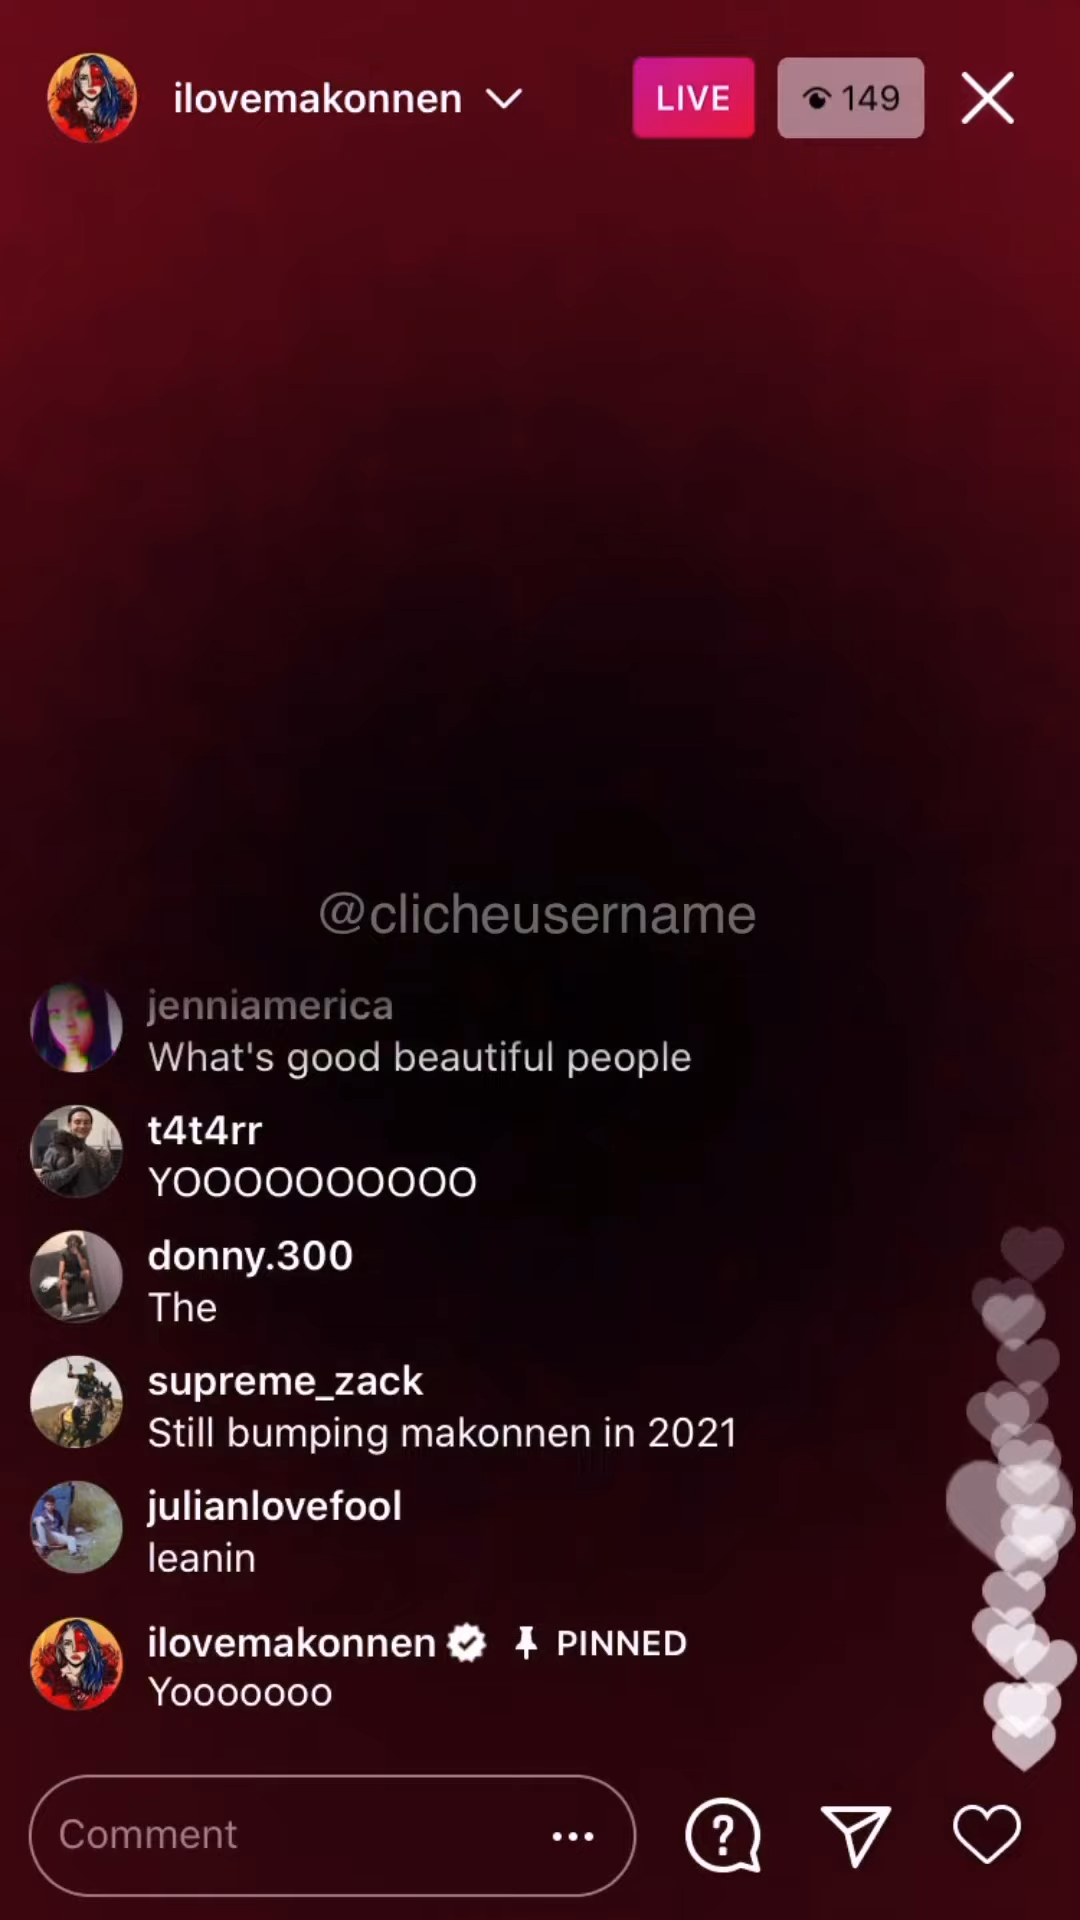 ilovemakonnen
LIVE
149
@clicheusername
jenniamerica
What's good beautiful people
t4t4rr
YOOOOOOOOOO
donny.300
The
supreme_zack
Still bumping makonnen in 2021
julianlovefool
leanin
ilovemakonnen PINNED
Yooooooo
Comment